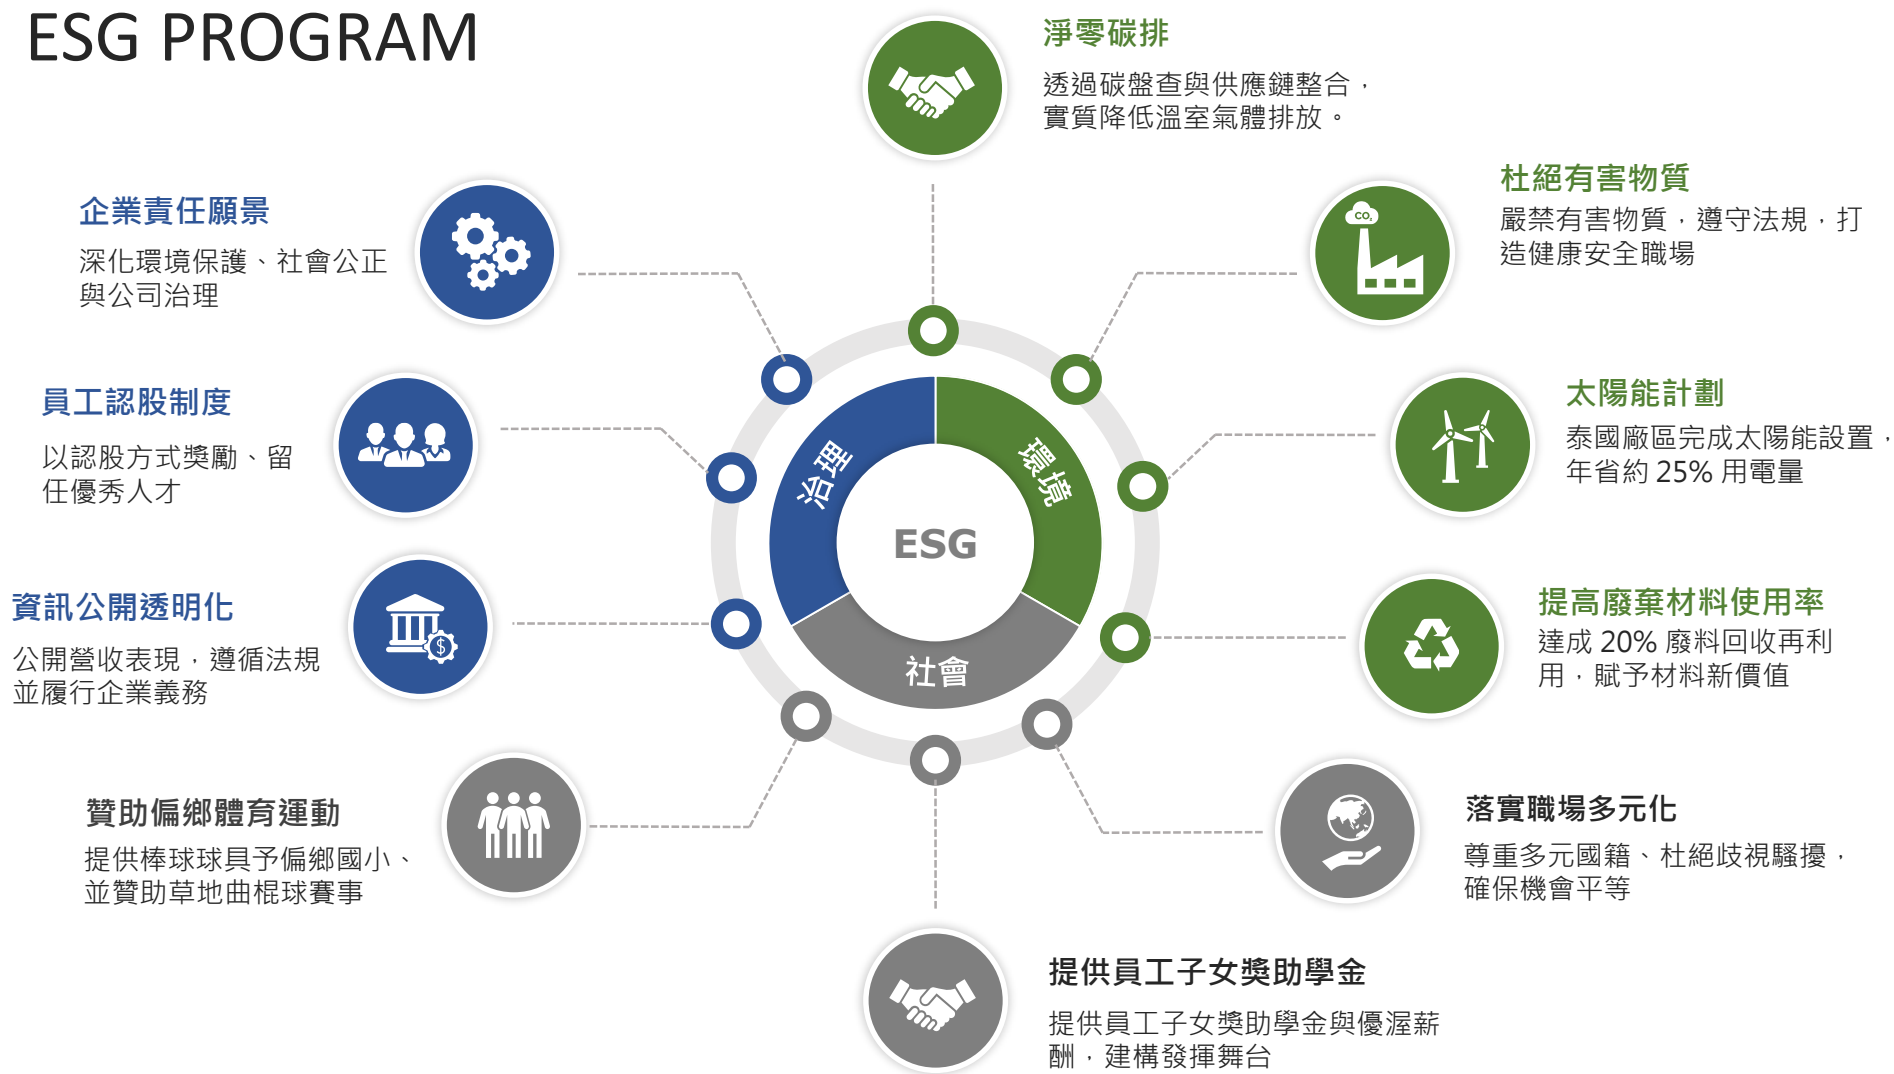 ESG PROGRAM
淨零碳排
透過碳盤查與供應鏈整合，
實質降低溫室氣體排放。
杜絕有害物質
嚴禁有害物質，遵守法規，打
造健康安全職場
CO₂
太陽能計劃
泰國廠區完成太陽能設置，
年省約 25% 用電量
提高廢棄材料使用率
達成 20% 廢料回收再利
用，賦予材料新價值
落實職場多元化
尊重多元國籍、杜絕歧視騷擾，
確保機會平等
提供員工子女獎助學金
提供員工子女獎助學金與優渥薪
酬，建構發揮舞台
贊助偏鄉體育運動
提供棒球球具予偏鄉國小、
並贊助草地曲棍球賽事
資訊公開透明化
公開營收表現，遵循法規
並履行企業義務
$
員工認股制度
以認股方式獎勵、留
任優秀人才
企業責任願景
深化環境保護、社會公正
與公司治理
治理
環境
社會
ESG